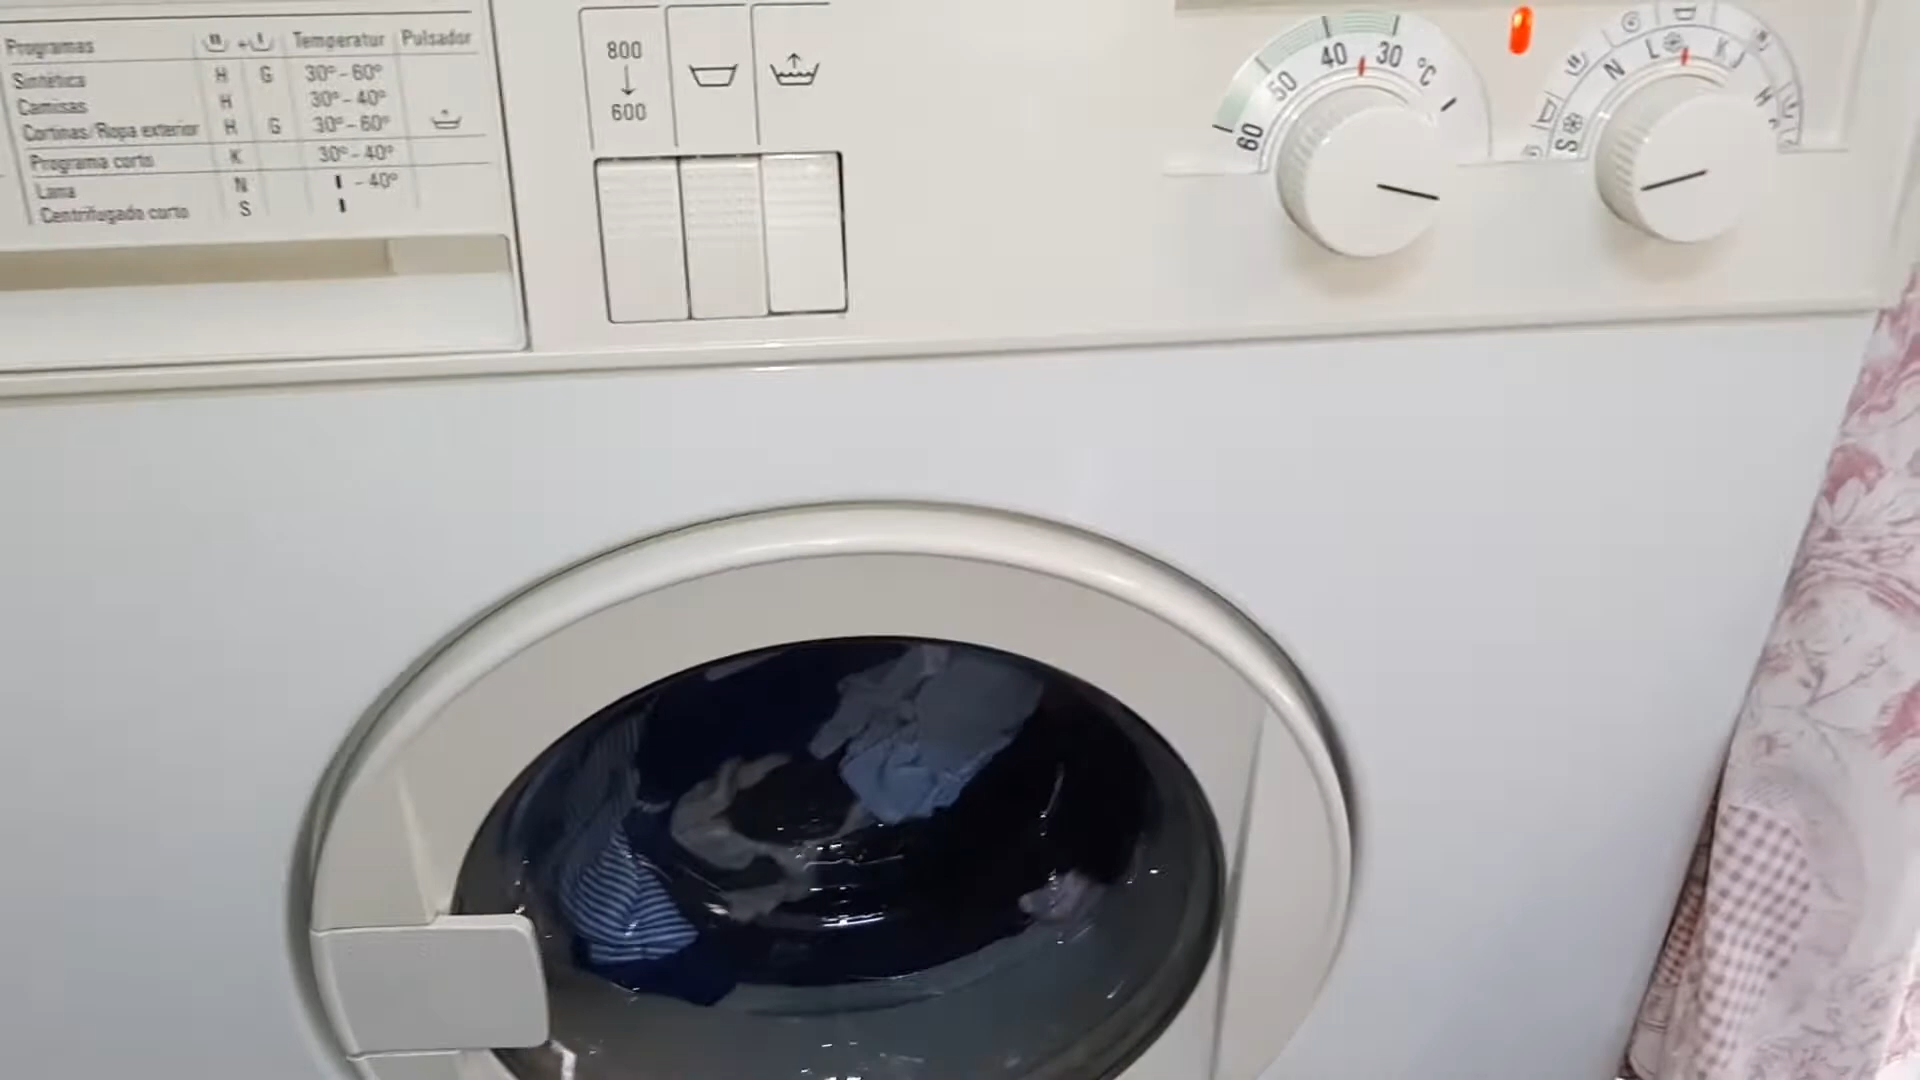 Programas Temperatur Pulsador
Sintética H G 30°-60°
Camisas H 30°-40°
Cortinas/Ropa exterior H G 30°-60°
Programa corto K 30°-40°
Lana N -40°
Centrifugado corto S
800
600
60 50 40 30 °C
S N L K J H